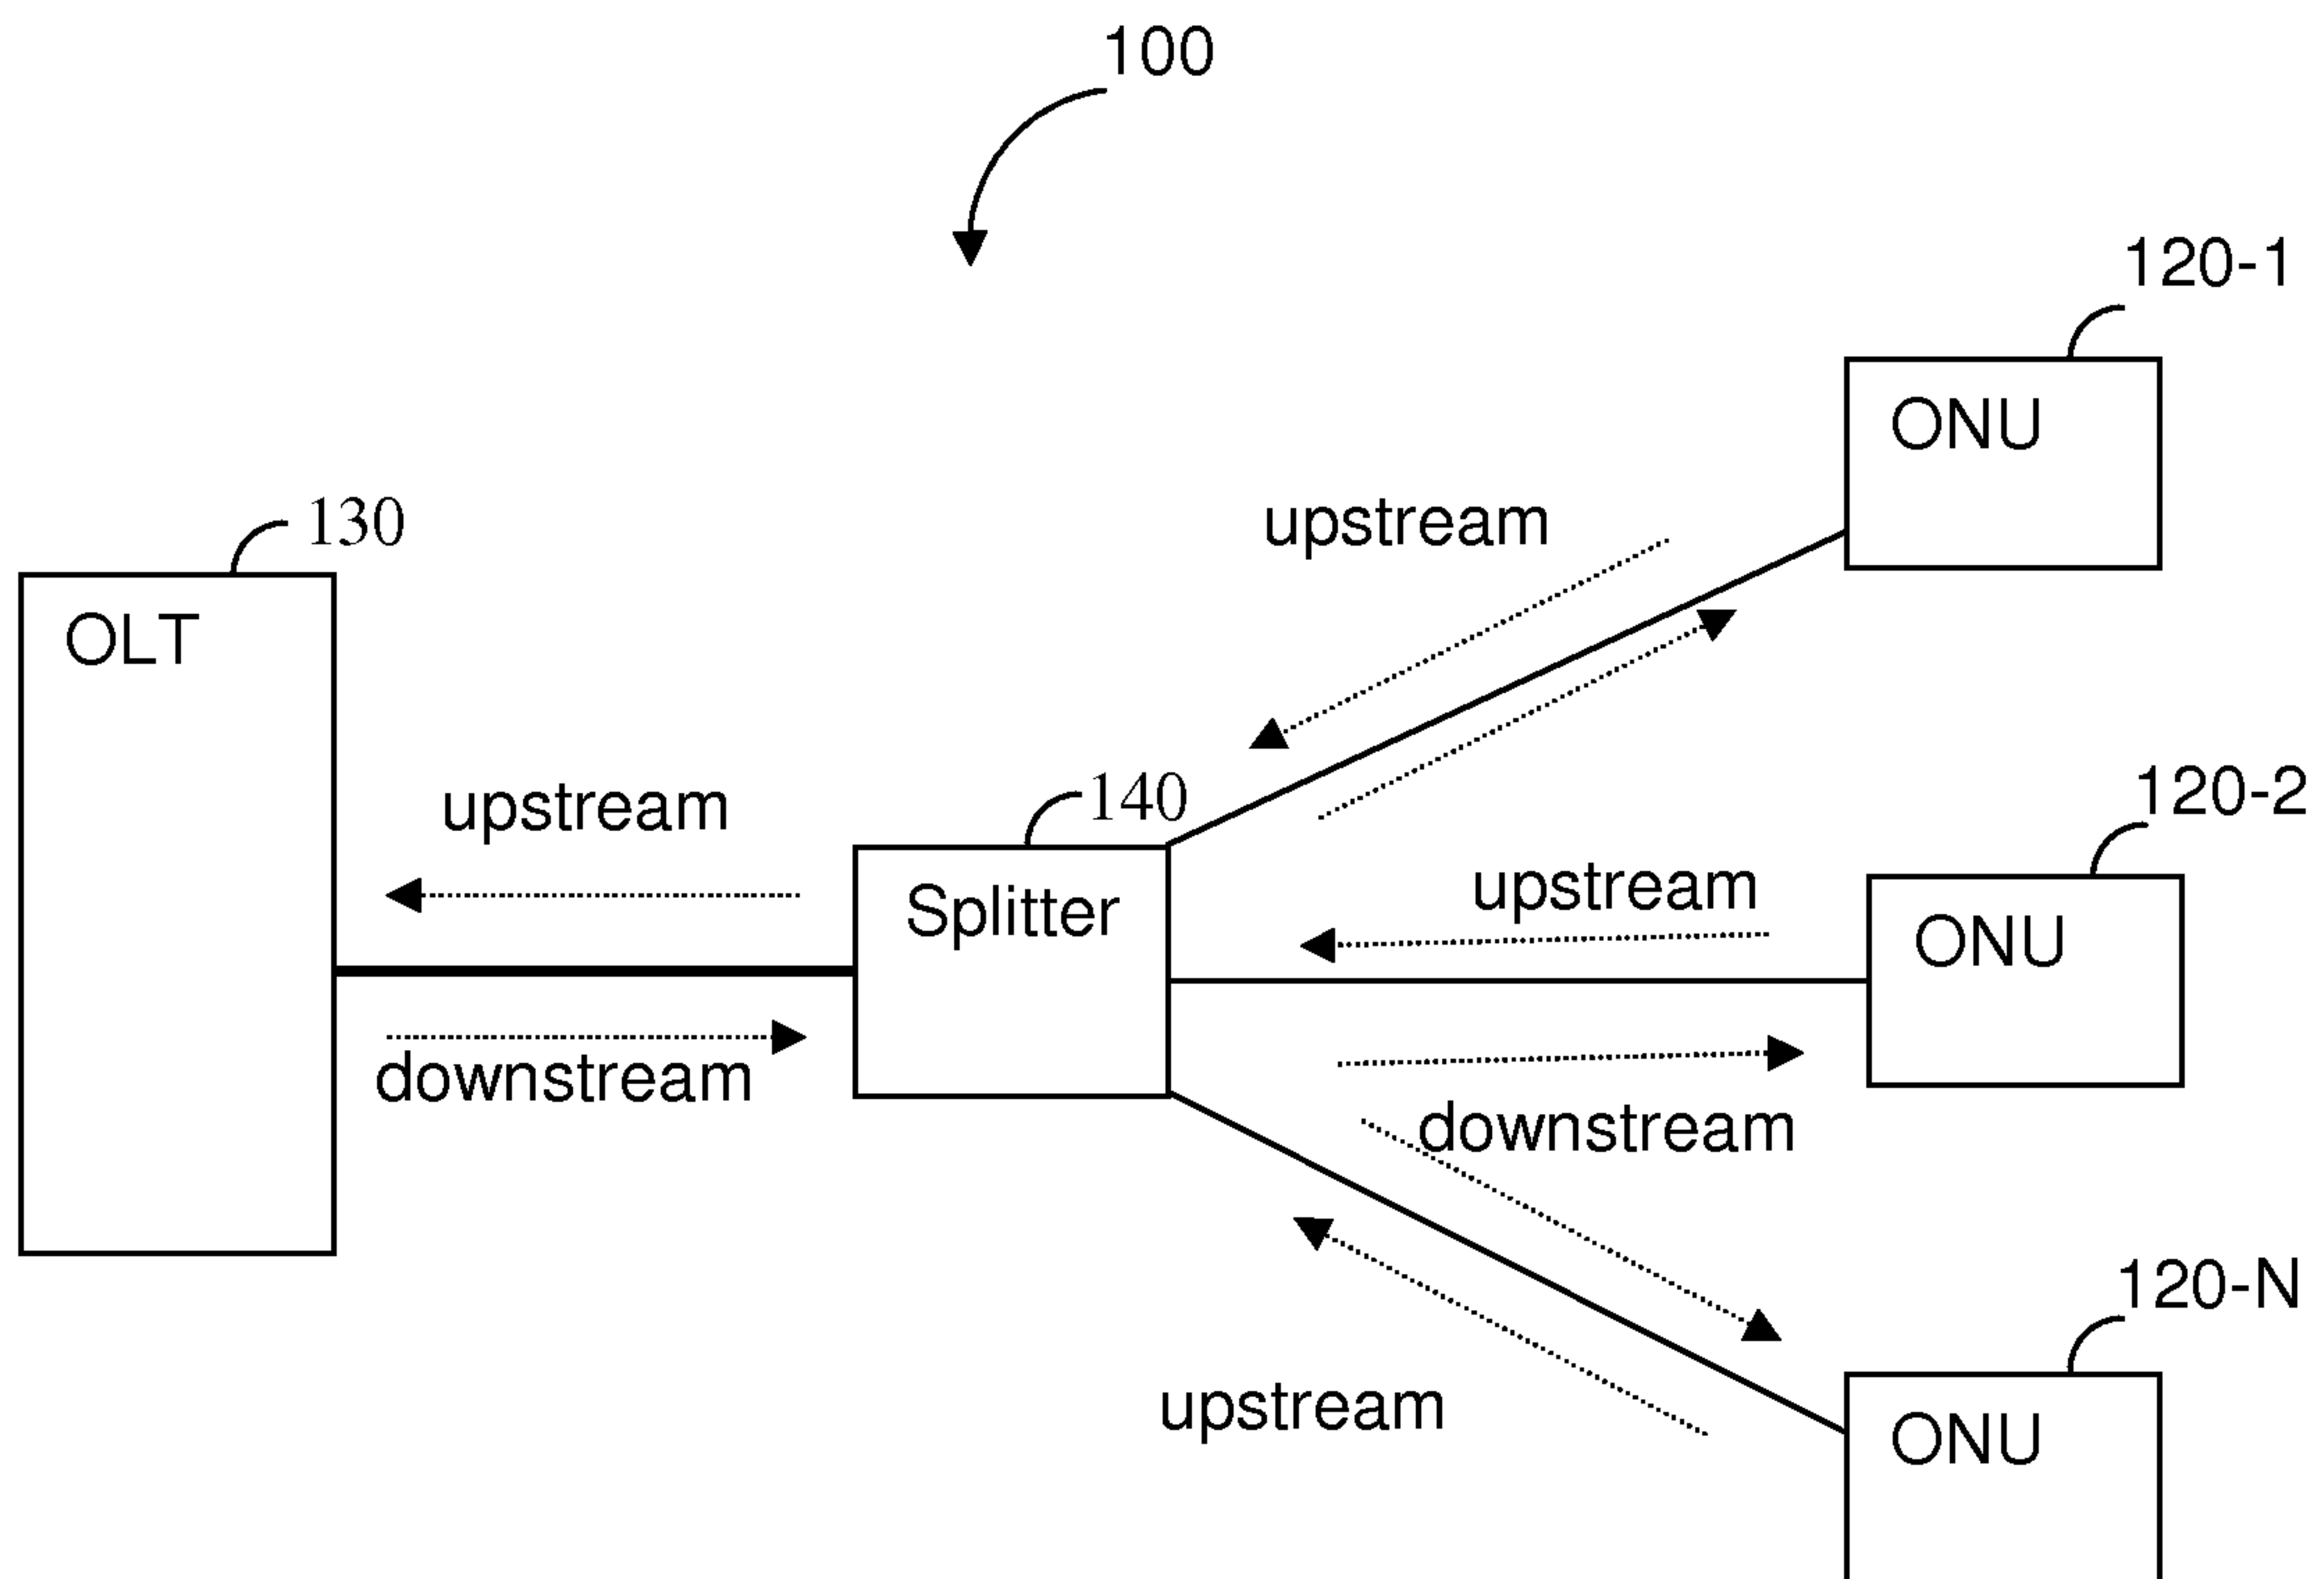 100
120-1
ONU
upstream
130
OLT
120-2
140
upstream
upstream
Splitter
ONU
downstream
downstream
120-N
upstream
ONU